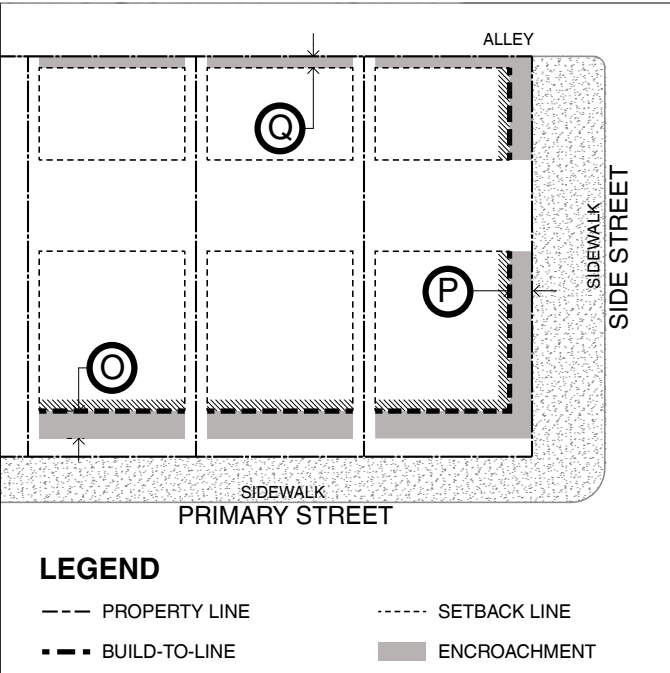 ALLEY
Q
P
O
SIDEWALK
SIDE STREET
SIDEWALK
PRIMARY STREET
LEGEND
PROPERTY LINE
SETBACK LINE
BUILD-TO-LINE
ENCROACHMENT